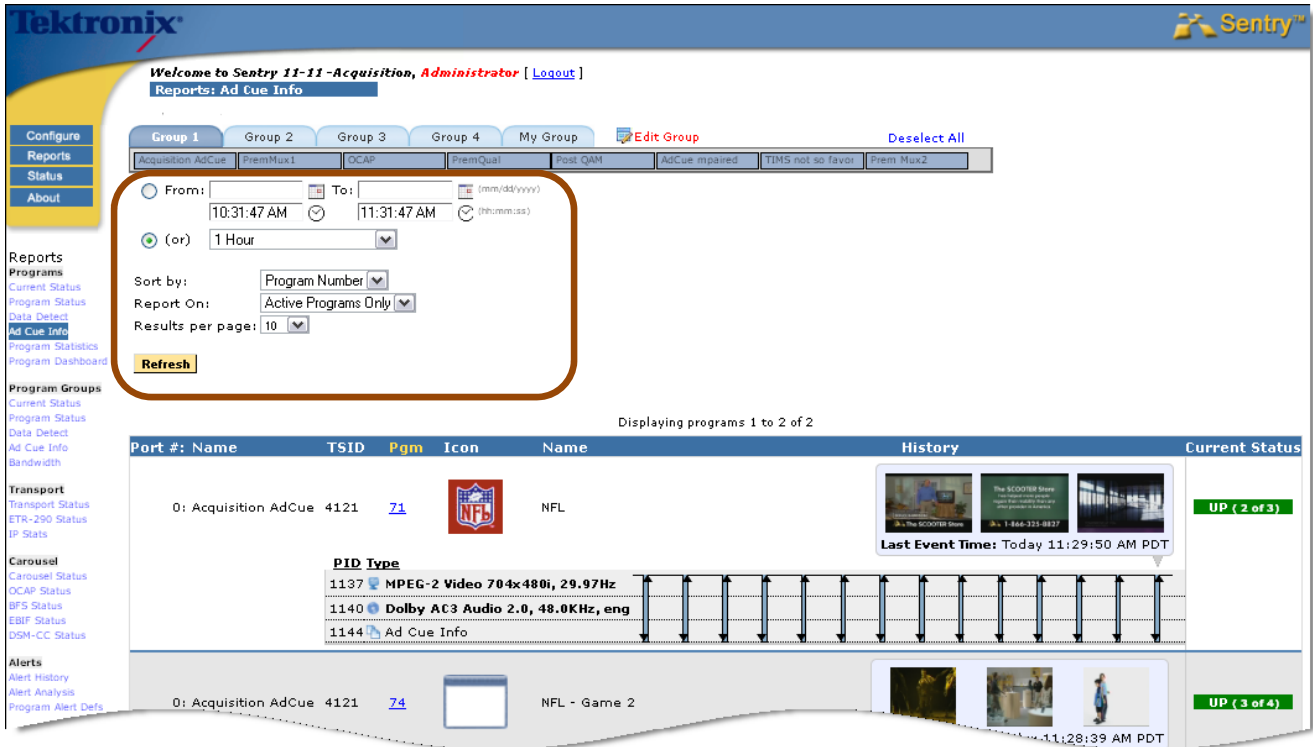 Tektronix
Sentry™
Welcome to Sentry 11-11 -Acquisition, Administrator [ Logout ]
Reports: Ad Cue Info
Configure
Reports
Status
About
Group 1 Group 2 Group 3 Group 4 My Group Edit Group Deselect All
Acquisition AdCue PremMux1 OCAP PremQual Post QAM AdCue mpaired TIMS not so favor Prem Mux2
From: To: (mm/dd/yyyy)
10:31:47 AM 11:31:47 AM (hh:mm:ss)
(or) 1 Hour
Sort by: Program Number
Report On: Active Programs Only
Results per page: 10
Refresh
Reports
Programs
Current Status
Program Status
Data Detect
Ad Cue Info
Program Statistics
Program Dashboard
Program Groups
Current Status
Program Status
Data Detect
Ad Cue Info
Bandwidth
Transport
Transport Status
ETR-290 Status
IP Stats
Carousel
Carousel Status
OCAP Status
BFS Status
EBIF Status
DSM-CC Status
Alerts
Alert History
Alert Analysis
Program Alert Defs
Displaying programs 1 to 2 of 2
Port #: Name TSID Pgm Icon Name History Current Status
0: Acquisition AdCue 4121 71 NFL NFL UP ( 2 of 3)
The SCOOTER Store
The SCOOTER Store 1-866-325-8827
Last Event Time: Today 11:29:50 AM PDT
PID Type
1137 MPEG-2 Video 704x480i, 29.97Hz
1140 Dolby AC3 Audio 2.0, 48.0KHz, eng
1144 Ad Cue Info
0: Acquisition AdCue 4121 74 NFL - Game 2 UP ( 3 of 4)
11:28:39 AM PDT